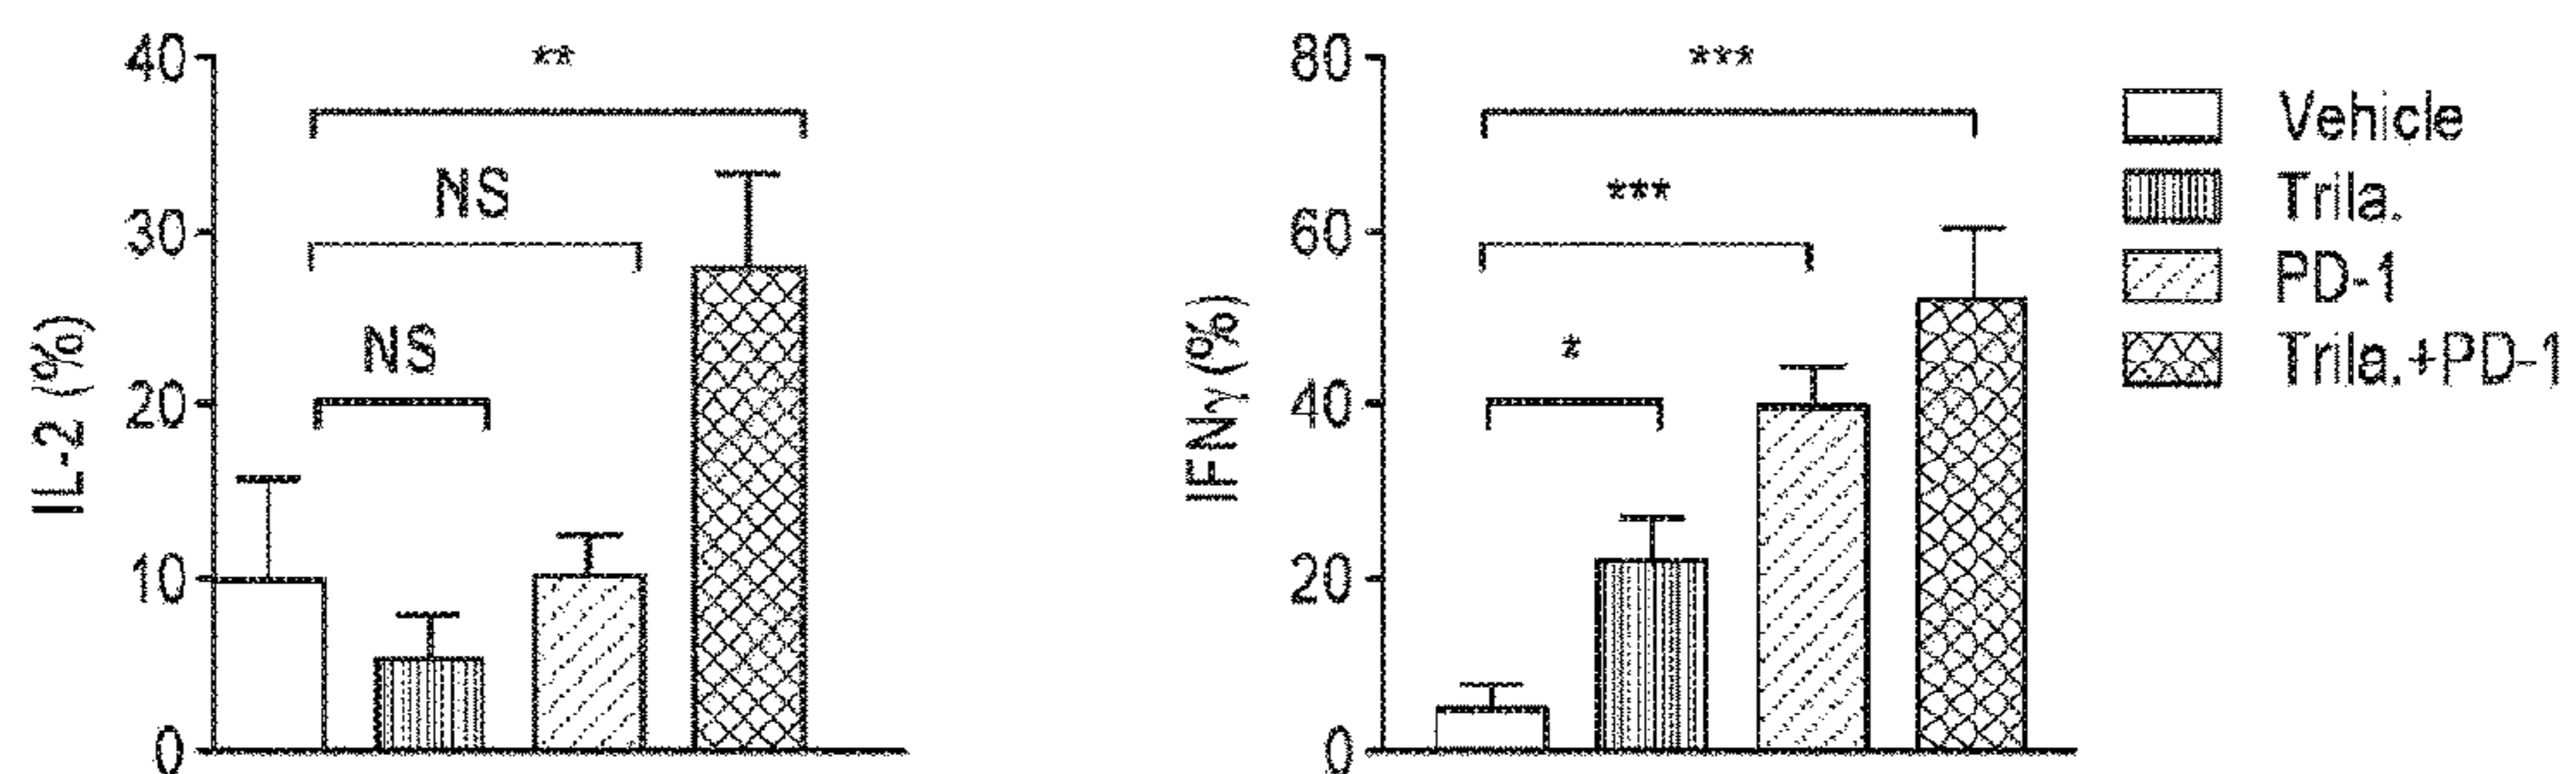 40
30
20
10
0
IL-2 (%)
**
NS
NS
80
60
40
20
0
IFNγ (%)
***
***
*
Vehicle
Trila.
PD-1
Trila.+PD-1